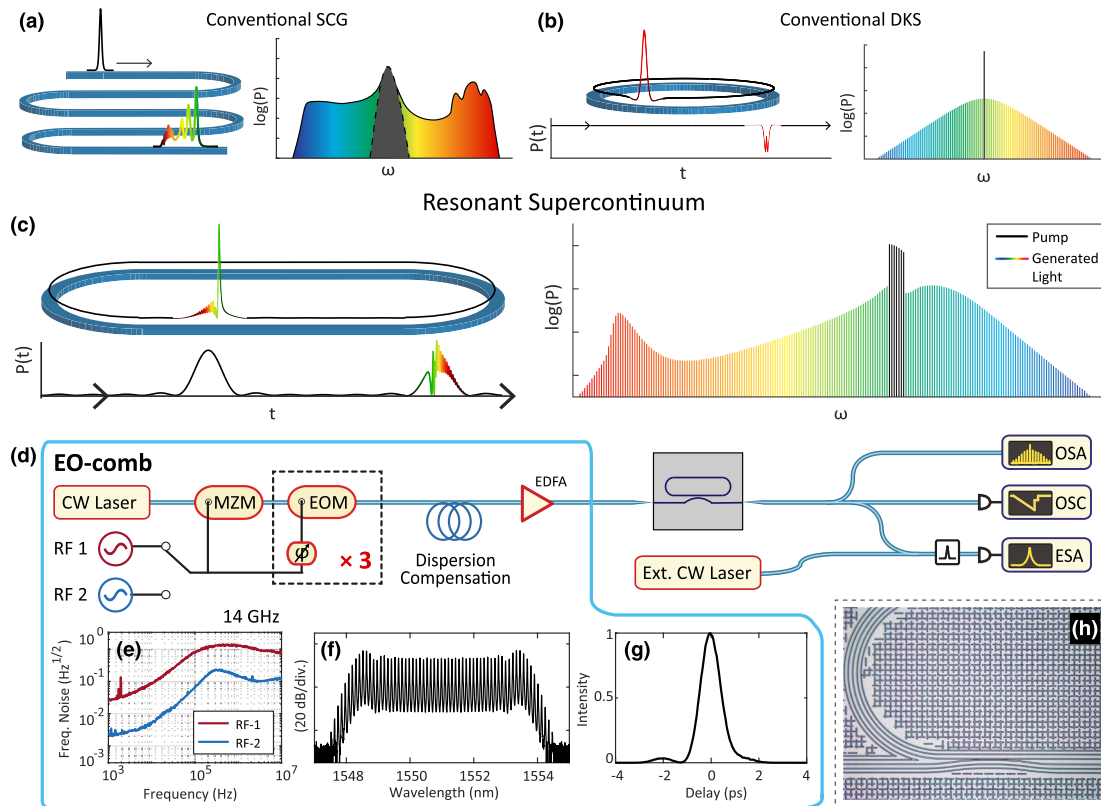 (a)
Conventional SCG
log(P)
ω
(b)
Conventional DKS
P(t)
t
log(P)
ω
Resonant Supercontinuum
(c)
P(t)
t
log(P)
ω
Pump
Generated
Light
(d)
EO-comb
CW Laser
MZM
EOM
φ
× 3
RF 1
RF 2
Dispersion
Compensation
EDFA
Ext. CW Laser
OSA
OSC
ESA
14 GHz
(e)
Freq. Noise (Hz^1/2)
10^0
10^-1
10^-2
10^-3
10^3
10^5
10^7
Frequency (Hz)
RF-1
RF-2
(f)
(20 dB/div.)
1548
1550
1552
1554
Wavelength (nm)
(g)
Intensity
1
0.5
0
-4
-2
0
2
4
Delay (ps)
(h)